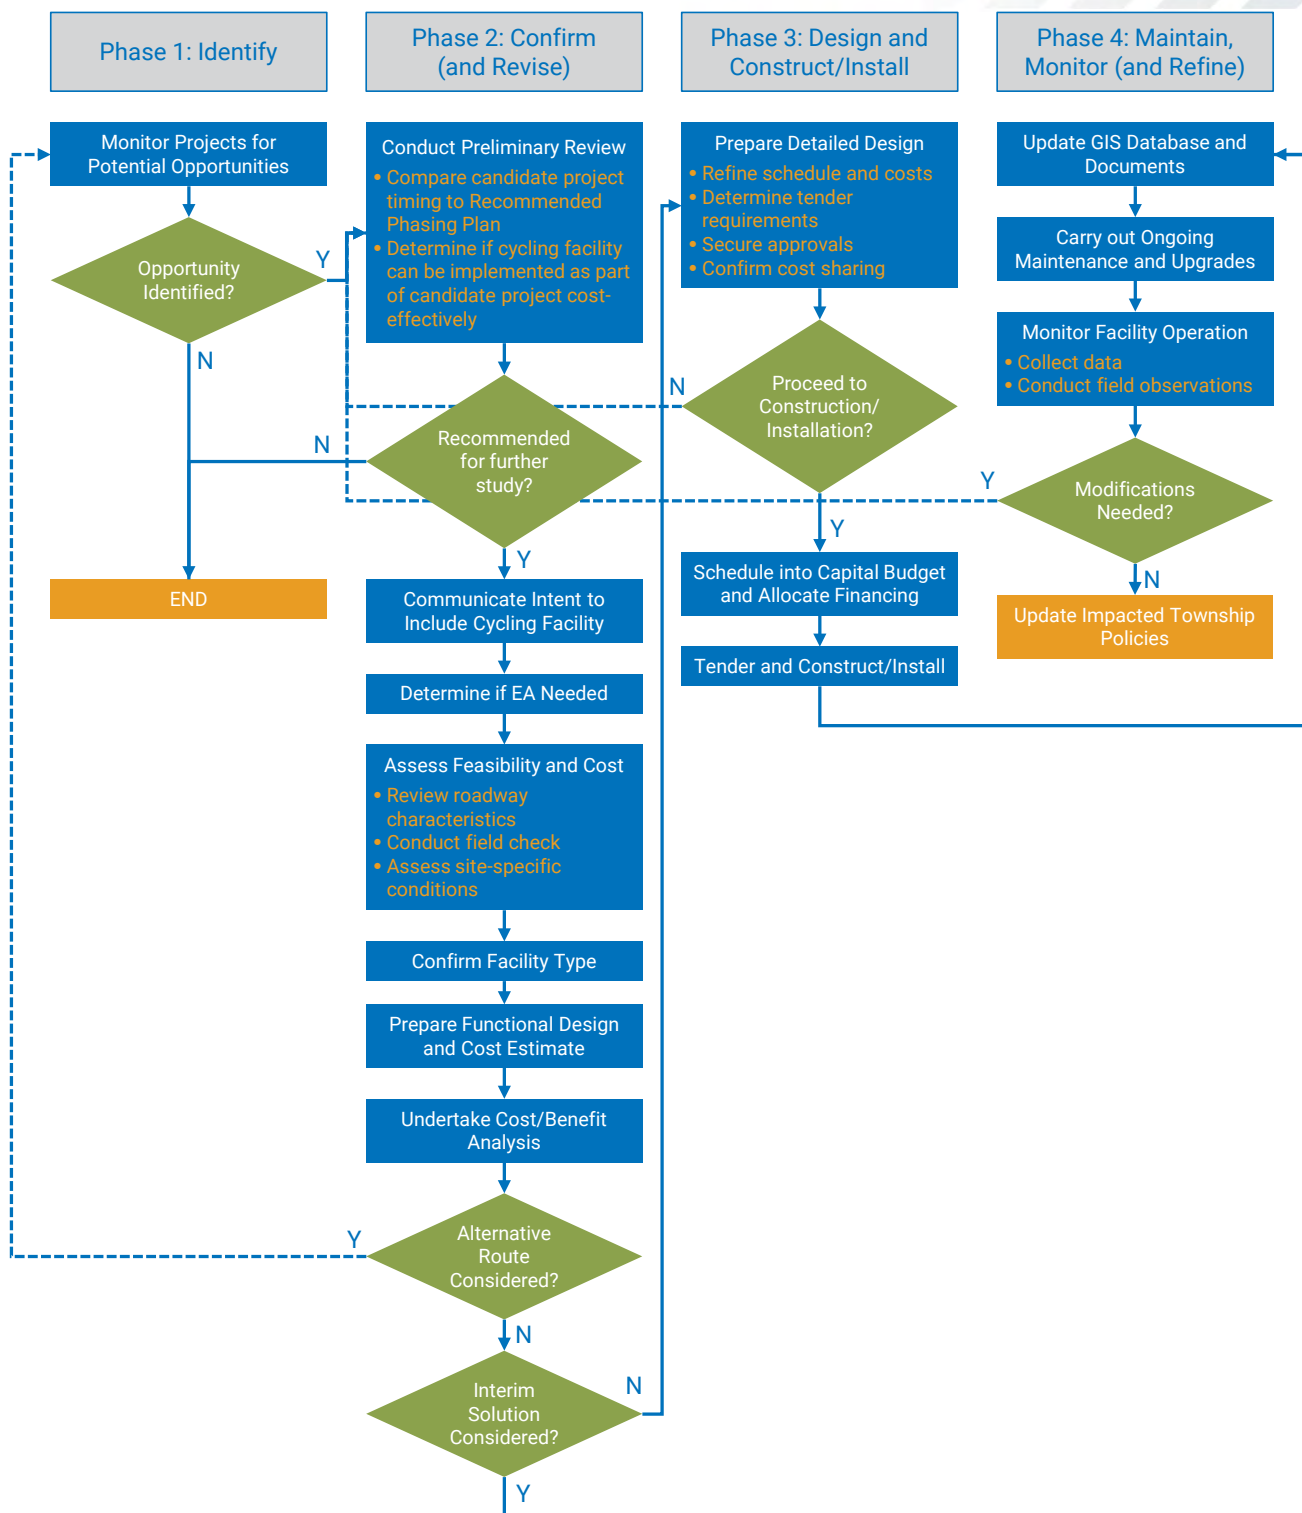 Phase 1: Identify
Monitor Projects for
Potential Opportunities
Opportunity
Identified?
Y
N
END
Phase 2: Confirm
(and Revise)
Conduct Preliminary Review
• Compare candidate project
timing to Recommended
Phasing Plan
• Determine if cycling facility
can be implemented as part
of candidate project cost-
effectively
Recommended
for further
study?
N
Y
Communicate Intent to
Include Cycling Facility
Determine if EA Needed
Assess Feasibility and Cost
• Review roadway
characteristics
• Conduct field check
• Assess site-specific
conditions
Confirm Facility Type
Prepare Functional Design
and Cost Estimate
Undertake Cost/Benefit
Analysis
Alternative
Route
Considered?
Y
N
Interim
Solution
Considered?
N
Y
Phase 3: Design and
Construct/Install
Prepare Detailed Design
• Refine schedule and costs
• Determine tender
requirements
• Secure approvals
• Confirm cost sharing
Proceed to
Construction/
Installation?
N
Y
Schedule into Capital Budget
and Allocate Financing
Tender and Construct/Install
Phase 4: Maintain,
Monitor (and Refine)
Update GIS Database and
Documents
Carry out Ongoing
Maintenance and Upgrades
Monitor Facility Operation
• Collect data
• Conduct field observations
Modifications
Needed?
Y
N
Update Impacted Township
Policies